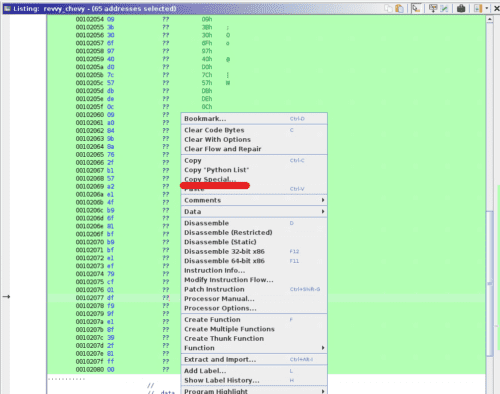 Listing: revvy_chevy - (65 addresses selected)
00102054 09 ?? 09h
00102055 3b ?? 3Bh ;
00102056 30 ?? 30h 0
00102057 6f ?? 6Fh o
00102058 97 ?? 97h
00102059 40 ?? 40h @
0010205a d0 ?? D0h
0010205b 7c ?? 7Ch |
0010205c 57 ?? 57h W
0010205d db ?? DBh
0010205e de ?? DEh
0010205f 0c ?? 0Ch
00102060 09 ??
00102061 a0 ??
00102062 84 ??
00102063 9b ??
00102064 8a ??
00102065 76 ??
00102066 2f ??
00102067 b1 ??
00102068 57 ??
00102069 a2 ??
0010206a e1 ??
0010206b 4f ??
0010206c b9 ??
0010206d 6f ??
0010206e 81 ??
0010206f bf ??
00102070 b9 ??
00102071 bf ??
00102072 e1 ??
00102073 ef ??
00102074 79 ??
00102075 cf ??
00102076 01 ??
00102077 df ??
00102078 f9 ??
00102079 9f ??
0010207a e1 ??
0010207b 8f ??
0010207c 39 ??
0010207d 2f ??
0010207e 81 ??
0010207f ff ??
00102080 00 ??
//
// .data
Bookmark... Ctrl-D
Clear Code Bytes C
Clear With Options
Clear Flow and Repair
Copy Ctrl-C
Copy "Python List"
Copy Special...
Paste Ctrl-V
Comments
Data
Disassemble D
Disassemble (Restricted)
Disassemble (Static)
Disassemble 32-bit x86 F12
Disassemble 64-bit x86 F11
Instruction Info...
Modify Instruction Flow...
Patch Instruction Ctrl+Shift-G
Processor Manual...
Processor Options...
Create Function F
Create Multiple Functions
Create Thunk Function
Function
Extract and Import... Ctrl+Alt-I
Add Label... L
Show Label History... H
Program Highlight